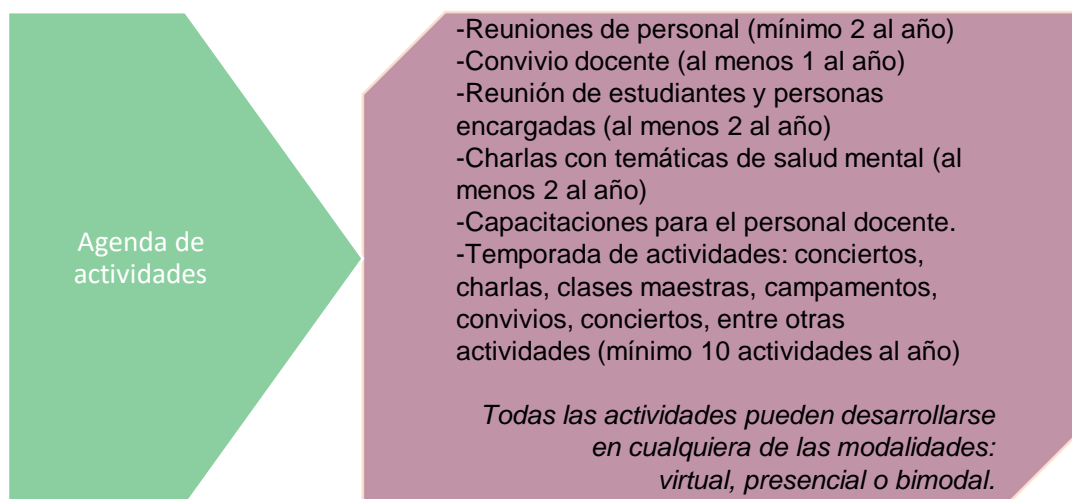 Agenda de
actividades
-Reuniones de personal (mínimo 2 al año)
-Convivio docente (al menos 1 al año)
-Reunión de estudiantes y personas
encargadas (al menos 2 al año)
-Charlas con temáticas de salud mental (al
menos 2 al año)
-Capacitaciones para el personal docente.
-Temporada de actividades: conciertos,
charlas, clases maestras, campamentos,
convivios, conciertos, entre otras
actividades (mínimo 10 actividades al año)
Todas las actividades pueden desarrollarse
en cualquiera de las modalidades:
virtual, presencial o bimodal.